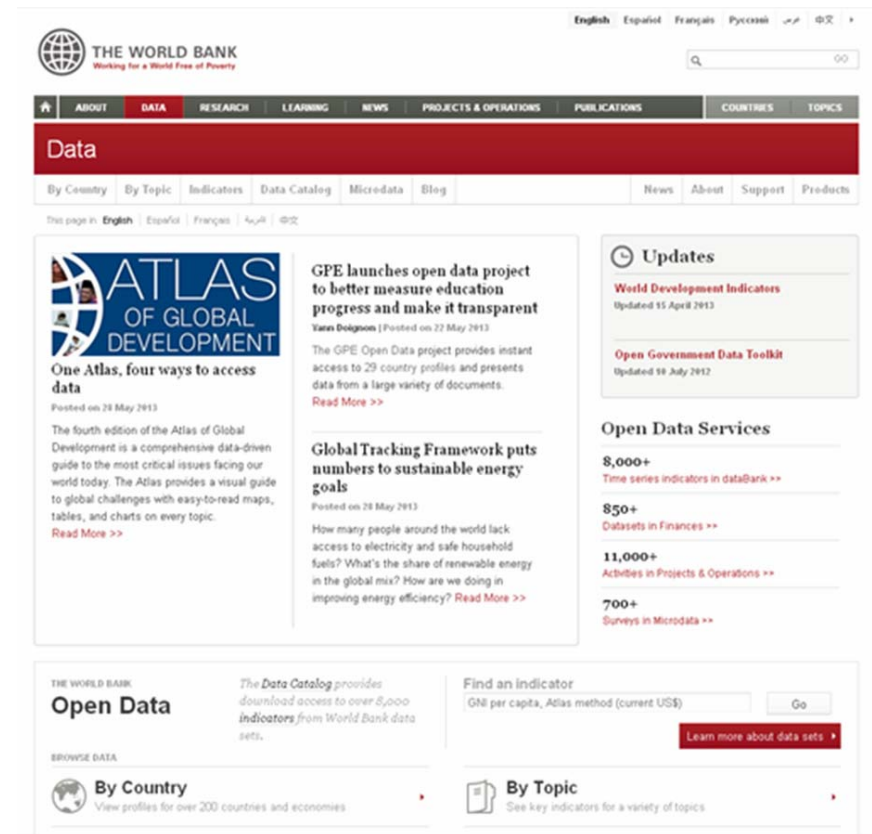 English Español Français Русский عربي 中文
THE WORLD BANK
Working for a World Free of Poverty
GO
ABOUT DATA RESEARCH LEARNING NEWS PROJECTS & OPERATIONS PUBLICATIONS COUNTRIES TOPICS
Data
By Country By Topic Indicators Data Catalog Microdata Blog News About Support Products
This page in English Español Français العربية 中文
ATLAS
OF GLOBAL
DEVELOPMENT
One Atlas, four ways to access
data
Posted on 28 May 2013
The fourth edition of the Atlas of Global
Development is a comprehensive data-driven
guide to the most critical issues facing our
world today. The Atlas provides a visual guide
to global challenges with easy-to-read maps,
tables, and charts on every topic.
Read More >>
GPE launches open data project
to better measure education
progress and make it transparent
Yann Doignon | Posted on 22 May 2013
The GPE Open Data project provides instant
access to 29 country profiles and presents
data from a large variety of documents.
Read More >>
Global Tracking Framework puts
numbers to sustainable energy
goals
Posted on 28 May 2013
How many people around the world lack
access to electricity and safe household
fuels? What's the share of renewable energy
in the global mix? How are we doing in
improving energy efficiency? Read More >>
Updates
World Development Indicators
Updated 15 April 2013
Open Government Data Toolkit
Updated 10 July 2012
Open Data Services
8,000+
Time series indicators in dataBank >>
850+
Datasets in Finances >>
11,000+
Activities in Projects & Operations >>
700+
Surveys in Microdata >>
THE WORLD BANK
Open Data
The Data Catalog provides
download access to over 8,000
indicators from World Bank data
sets.
Find an indicator
GNI per capita, Atlas method (current US$) Go
Learn more about data sets
BROWSE DATA
By Country
View profiles for over 200 countries and economies
By Topic
See key indicators for a variety of topics